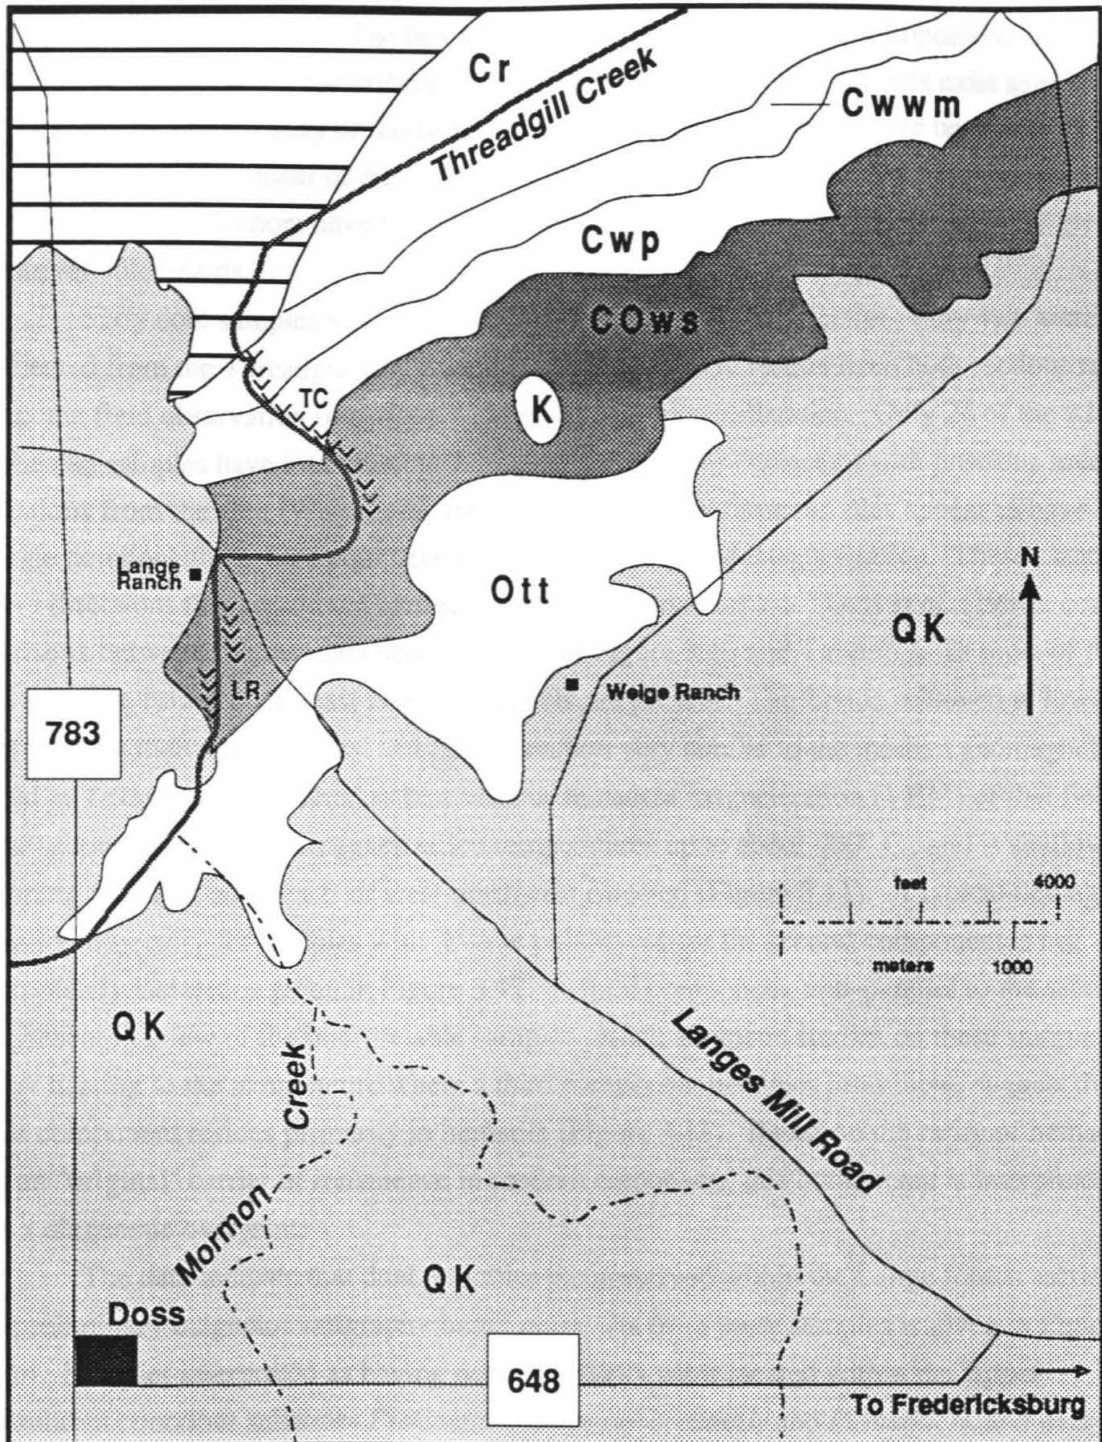 Cr
Threadgill Creek
Cwwm
Cwp
COws
TC
K
Lange
Ranch
Ott
N
QK
LR
Weige Ranch
783
feet
4000
meters
1000
QK
Creek
Langes Mill Road
Mormon
QK
Doss
648
To Fredericksburg